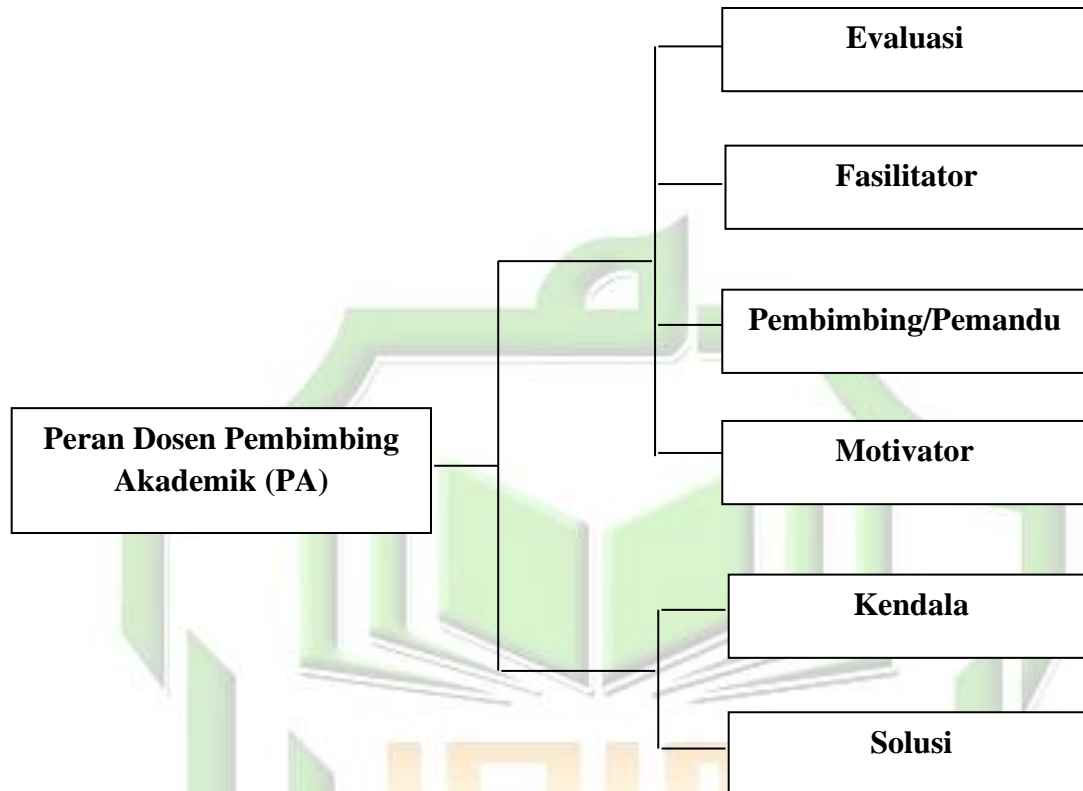 Evaluasi
Fasilitator
Pembimbing/Pemandu
Peran Dosen Pembimbing
Akademik (PA)
Motivator
Kendala
Solusi